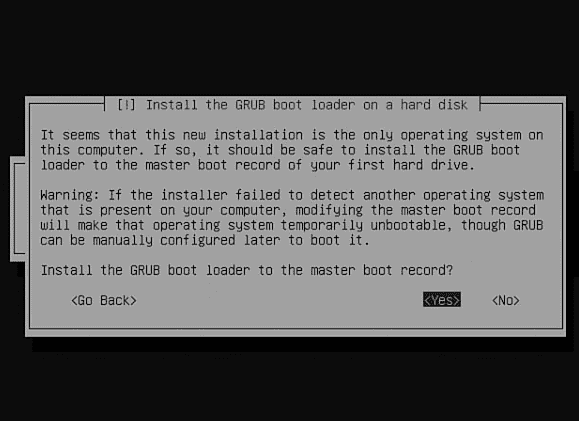 [!] Install the GRUB boot loader on a hard disk
It seems that this new installation is the only operating system on
this computer. If so, it should be safe to install the GRUB boot
loader to the master boot record of your first hard drive.
Warning: If the installer failed to detect another operating system
that is present on your computer, modifying the master boot record
will make that operating system temporarily unbootable, though GRUB
can be manually configured later to boot it.
Install the GRUB boot loader to the master boot record?
<Go Back> <Yes> <No>